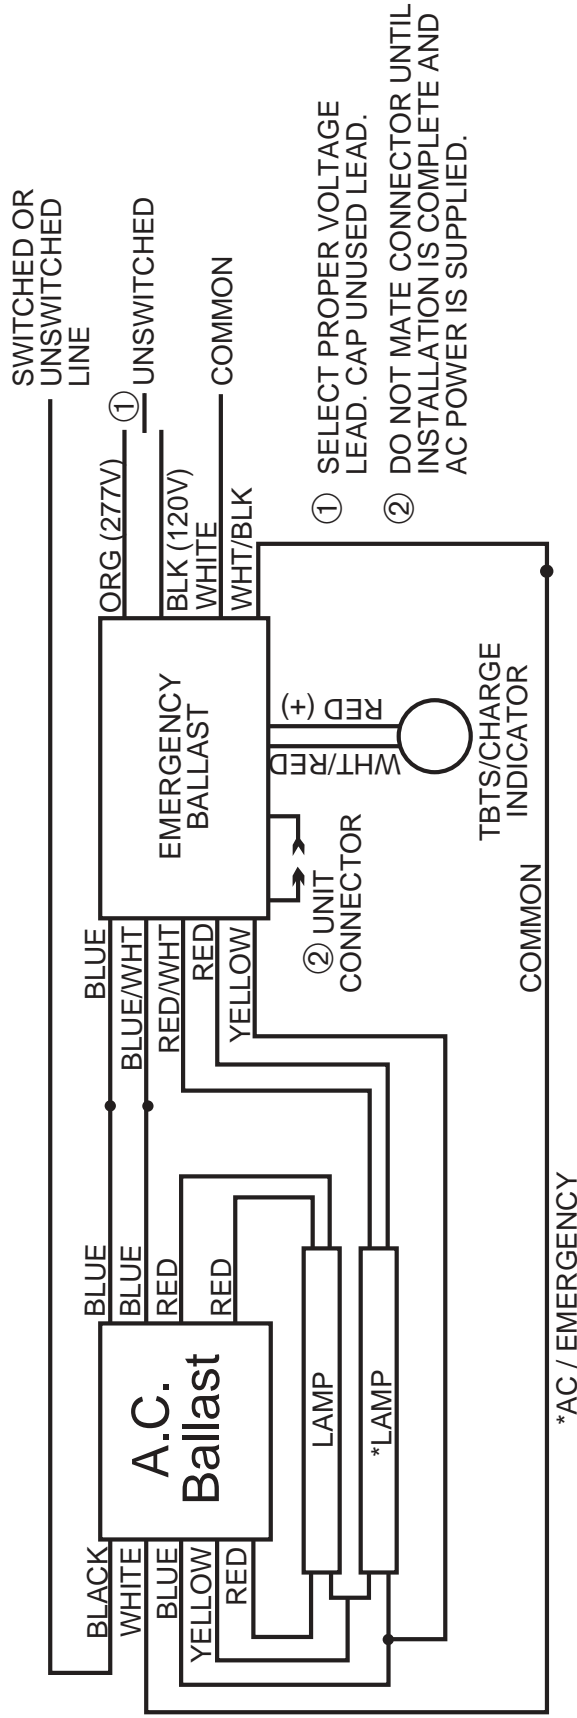 SWITCHED OR
UNSWITCHED
LINE
① UNSWITCHED
COMMON
ORG (277V)
BLK (120V)
WHITE
WHT/BLK
EMERGENCY
BALLAST
BLUE
BLUE/WHT
RED/WHT
RED
YELLOW
② UNIT
CONNECTOR
WHT/RED
RED (+)
TBTS/CHARGE
INDICATOR
BLUE
BLUE
RED
RED
A.C.
Ballast
BLACK
WHITE
BLUE
YELLOW
RED
LAMP
*LAMP
COMMON
*AC / EMERGENCY
① SELECT PROPER VOLTAGE
LEAD. CAP UNUSED LEAD.
② DO NOT MATE CONNECTOR UNTIL
INSTALLATION IS COMPLETE AND
AC POWER IS SUPPLIED.